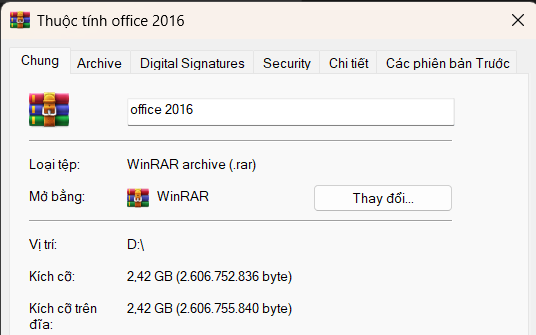 Thuộc tính office 2016
Chung Archive Digital Signatures Security Chi tiết Các phiên bản Trước
office 2016
Loại tệp: WinRAR archive (.rar)
Mở bằng: WinRAR Thay đổi...
Vị trí: D:\
Kích cỡ: 2,42 GB (2.606.752.836 byte)
Kích cỡ trên đĩa: 2,42 GB (2.606.755.840 byte)